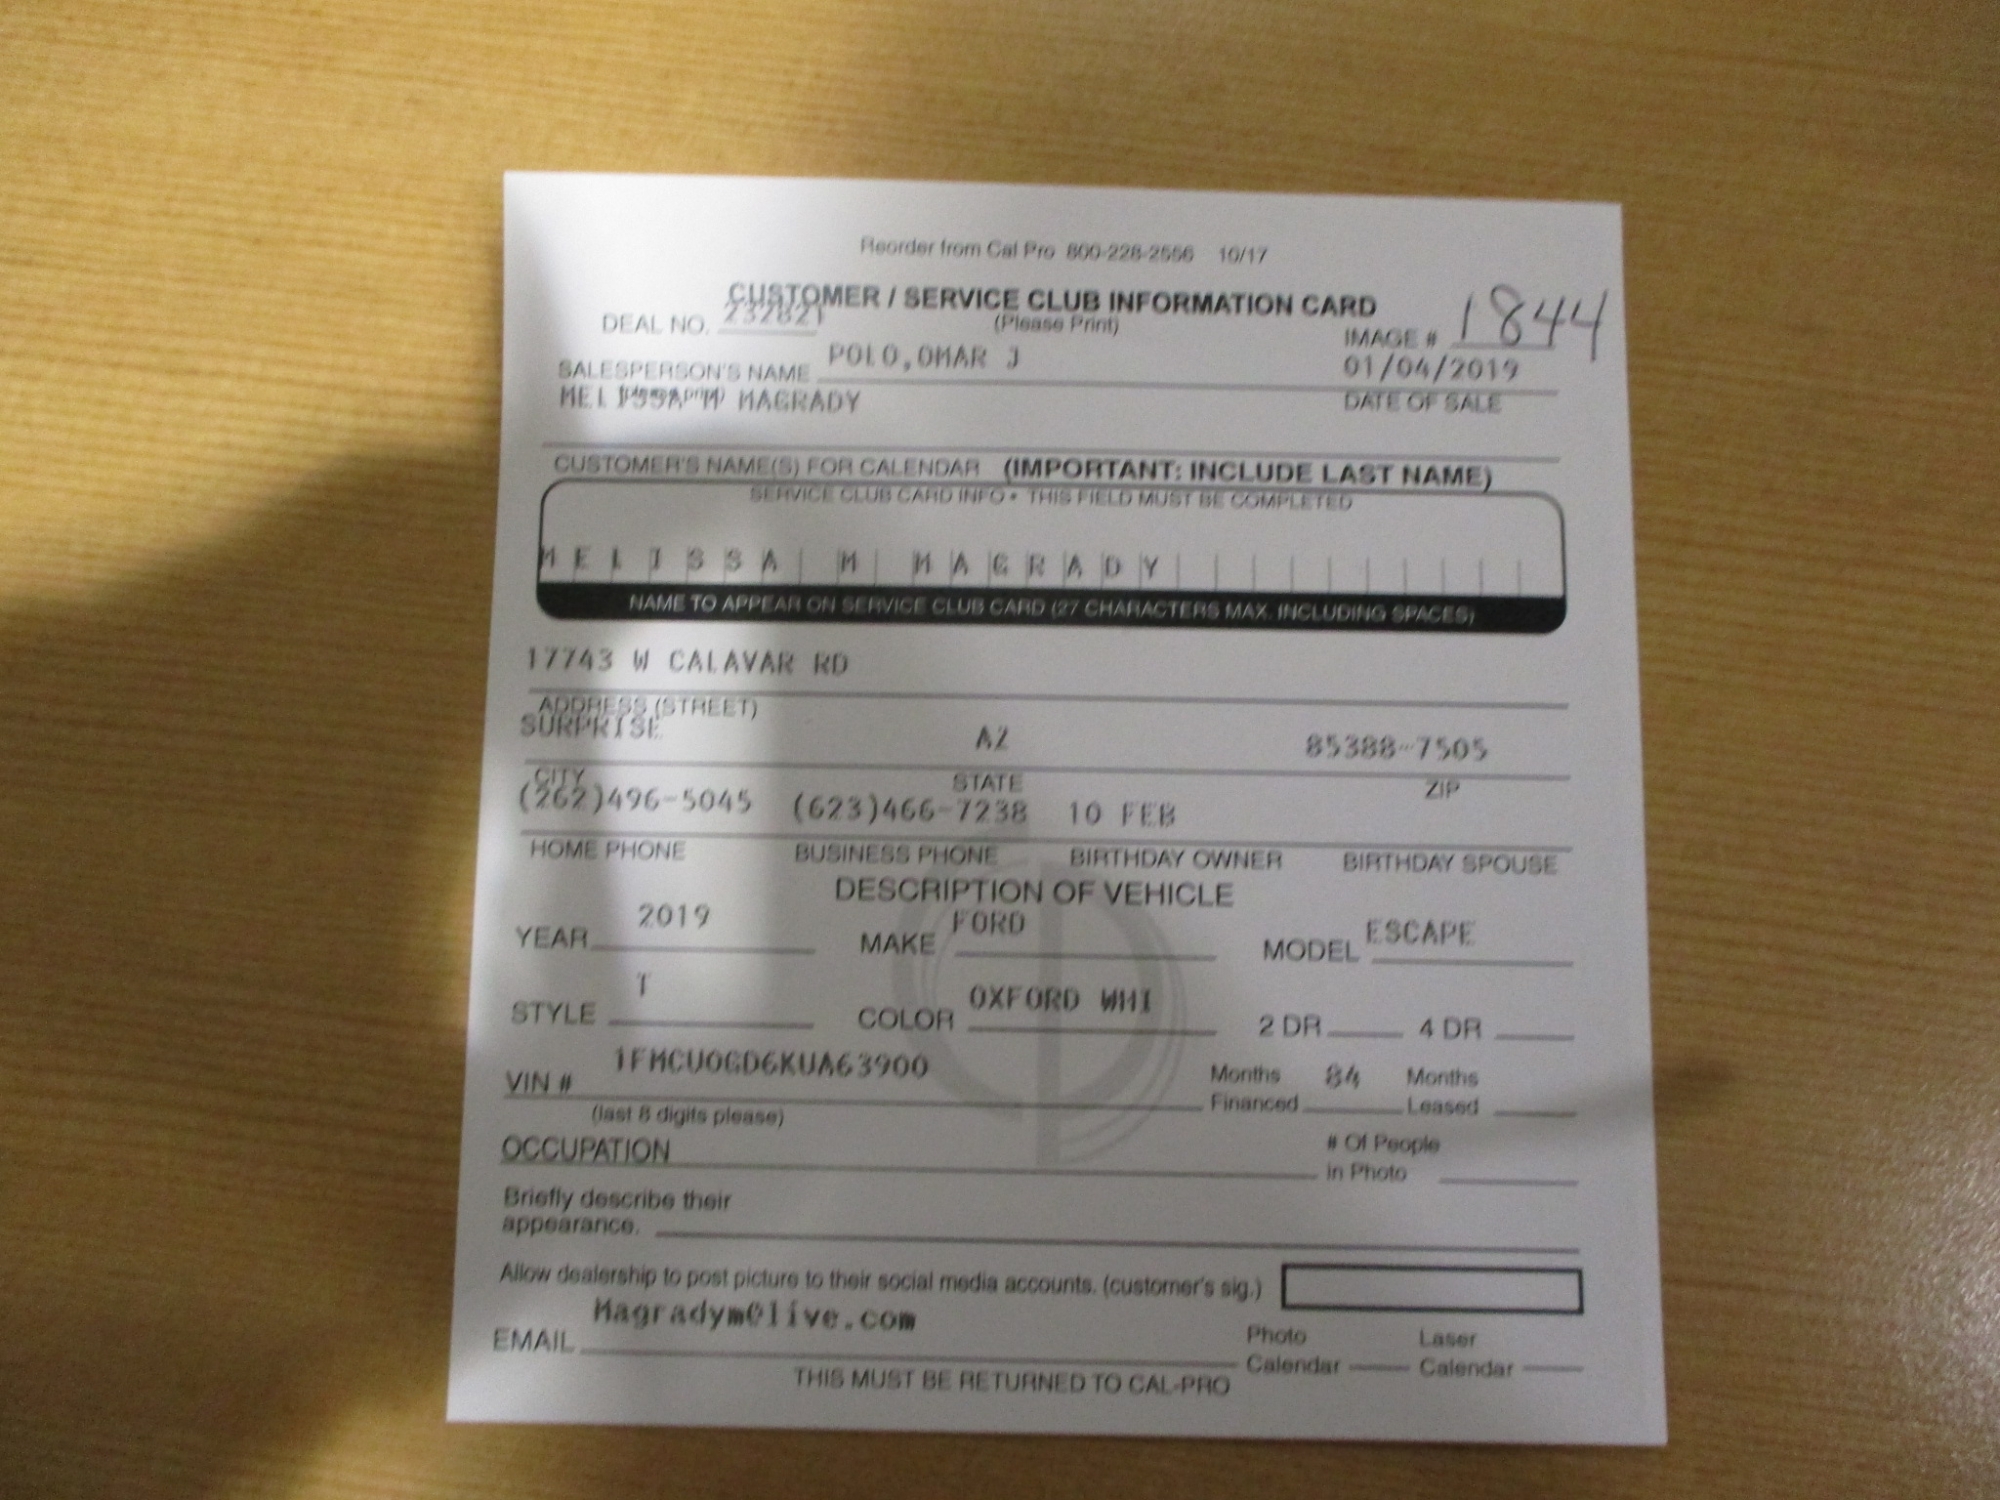 Reorder from Cal Pro 800-228-2556 10/17
CUSTOMER / SERVICE CLUB INFORMATION CARD
DEAL NO. 232821 (Please Print) IMAGE # 1844
SALESPERSON'S NAME POLO,OMAR J 01/04/2019
MELISSA M MAGRADY DATE OF SALE
CUSTOMER'S NAME(S) FOR CALENDAR (IMPORTANT: INCLUDE LAST NAME)
SERVICE CLUB CARD INFO • THIS FIELD MUST BE COMPLETED
MELISSA M MAGRADY
NAME TO APPEAR ON SERVICE CLUB CARD (27 CHARACTERS MAX. INCLUDING SPACES)
17743 W CALAVAR RD
ADDRESS (STREET)
SURPRISE AZ 85388-7505
CITY STATE ZIP
(262)496-5045 (623)466-7238 10 FEB
HOME PHONE BUSINESS PHONE BIRTHDAY OWNER BIRTHDAY SPOUSE
DESCRIPTION OF VEHICLE
YEAR 2019 MAKE FORD MODEL ESCAPE
STYLE T COLOR OXFORD WHI 2 DR 4 DR
VIN # 1FMCU0GD6KUA63900 Months Financed 84 Months Leased
(last 8 digits please)
OCCUPATION # Of People in Photo
Briefly describe their
appearance.
Allow dealership to post picture to their social media accounts. (customer's sig.)
EMAIL Magradym@live.com Photo Calendar Laser Calendar
THIS MUST BE RETURNED TO CAL-PRO